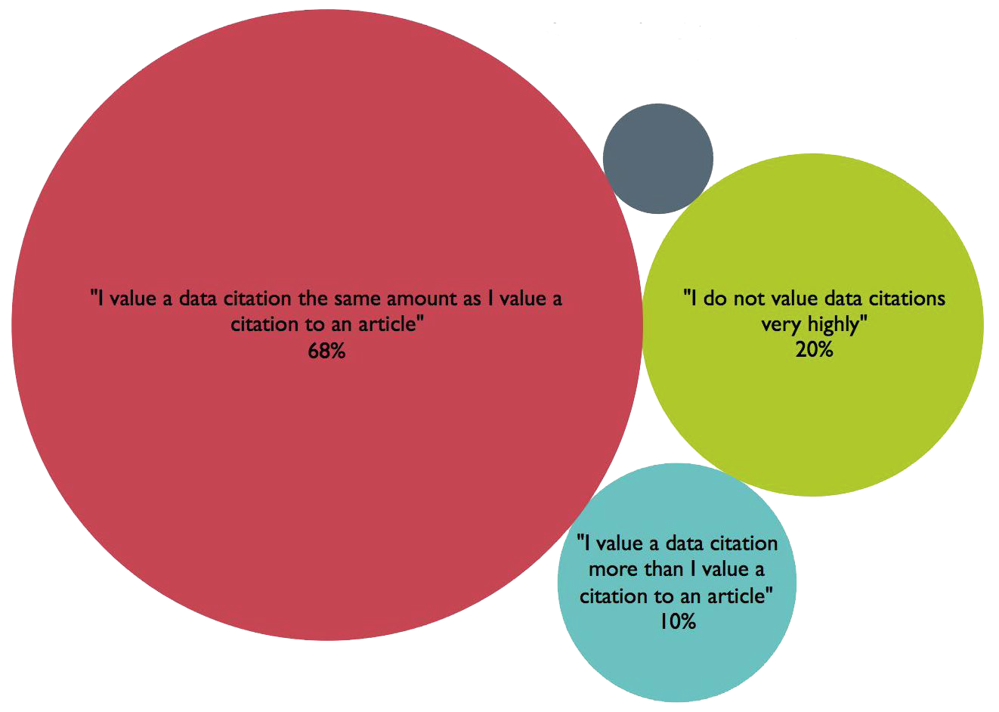 "I value a data citation the same amount as I value a
citation to an article"
68%
"I do not value data citations
very highly"
20%
"I value a data citation
more than I value a
citation to an article"
10%